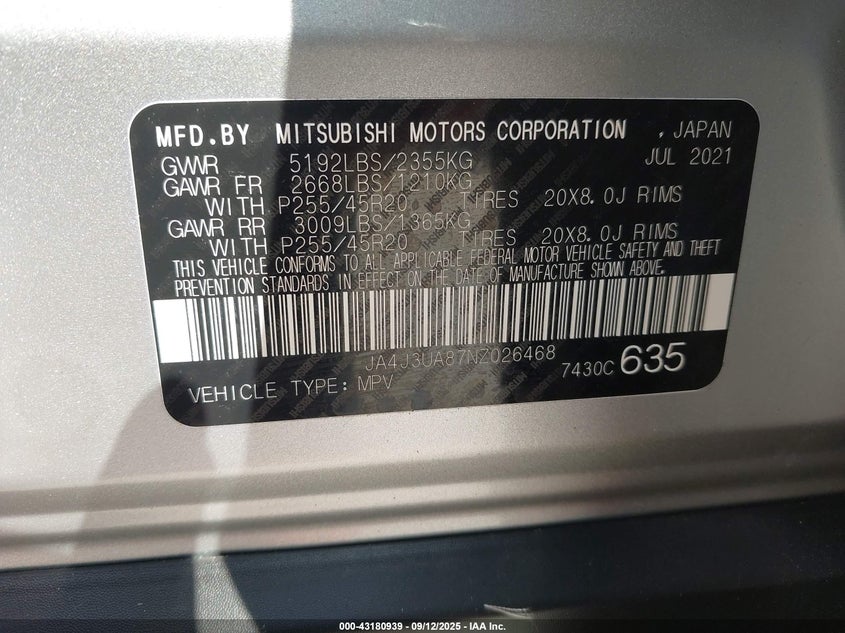 MFD.BY MITSUBISHI MOTORS CORPORATION , JAPAN
GVWR 5192LBS/2355KG JUL 2021
GAWR FR 2668LBS/1210KG
WITH P255/45R20 TIRES 20X8.0J RIMS
GAWR RR 3009LBS/1365KG
WITH P255/45R20 TIRES 20X8.0J RIMS
THIS VEHICLE CONFORMS TO ALL APPLICABLE FEDERAL MOTOR VEHICLE SAFETY AND THEFT
PREVENTION STANDARDS IN EFFECT ON THE DATE OF MANUFACTURE SHOWN ABOVE.
JA4J3UA87NZ026468
7430C 635
VEHICLE TYPE: MPV
000-43180939 - 09/12/2025 - IAA Inc.